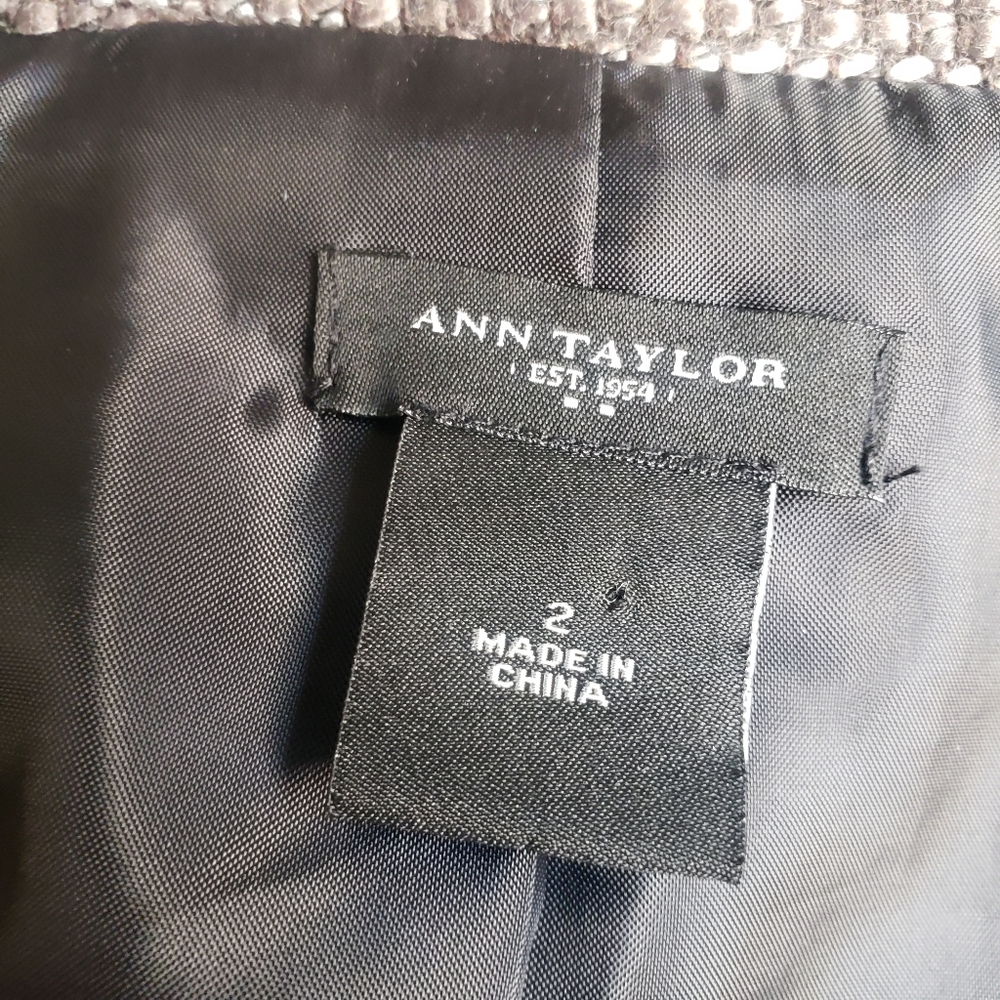 ANN TAYLOR
EST. 1954
2
MADE IN
CHINA